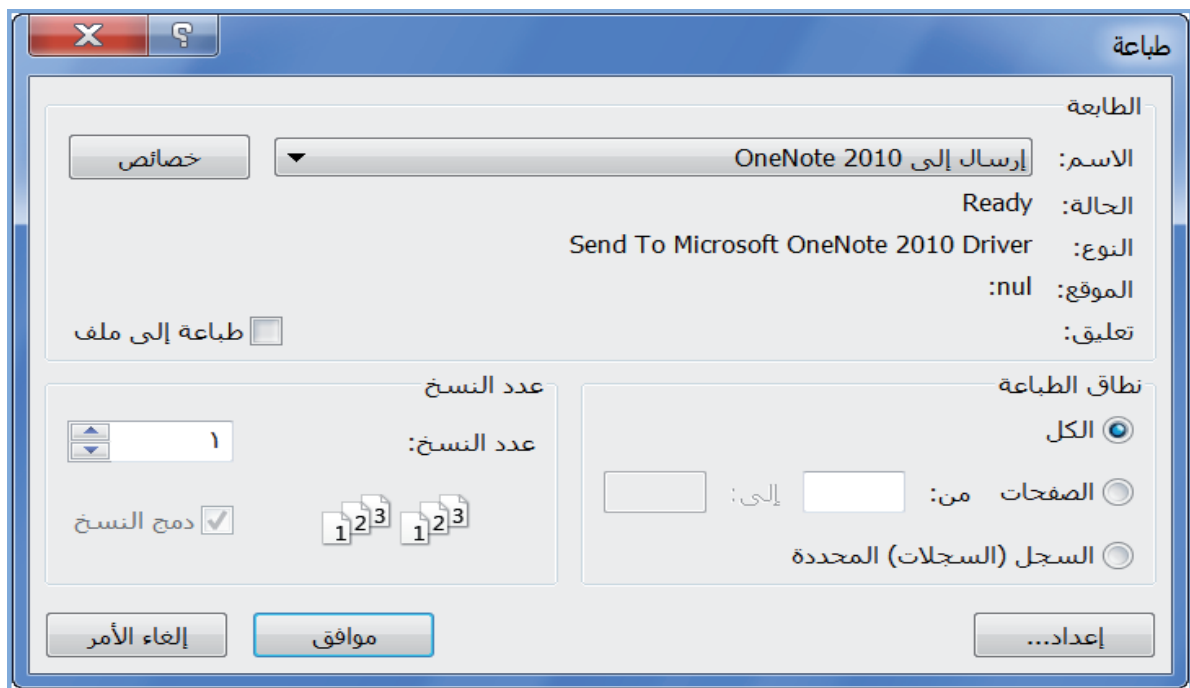 طباعة
الطابعة
الاسم: إرسال إلى OneNote 2010 خصائص
الحالة: Ready
النوع: Send To Microsoft OneNote 2010 Driver
الموقع: nul:
تعليق: طباعة إلى ملف
نطاق الطباعة
الكل
الصفحات من: إلى:
السجل (السجلات) المحددة
عدد النسخ
عدد النسخ: ١
1 2 3 1 2 3 دمج النسخ
إعداد... موافق إلغاء الأمر